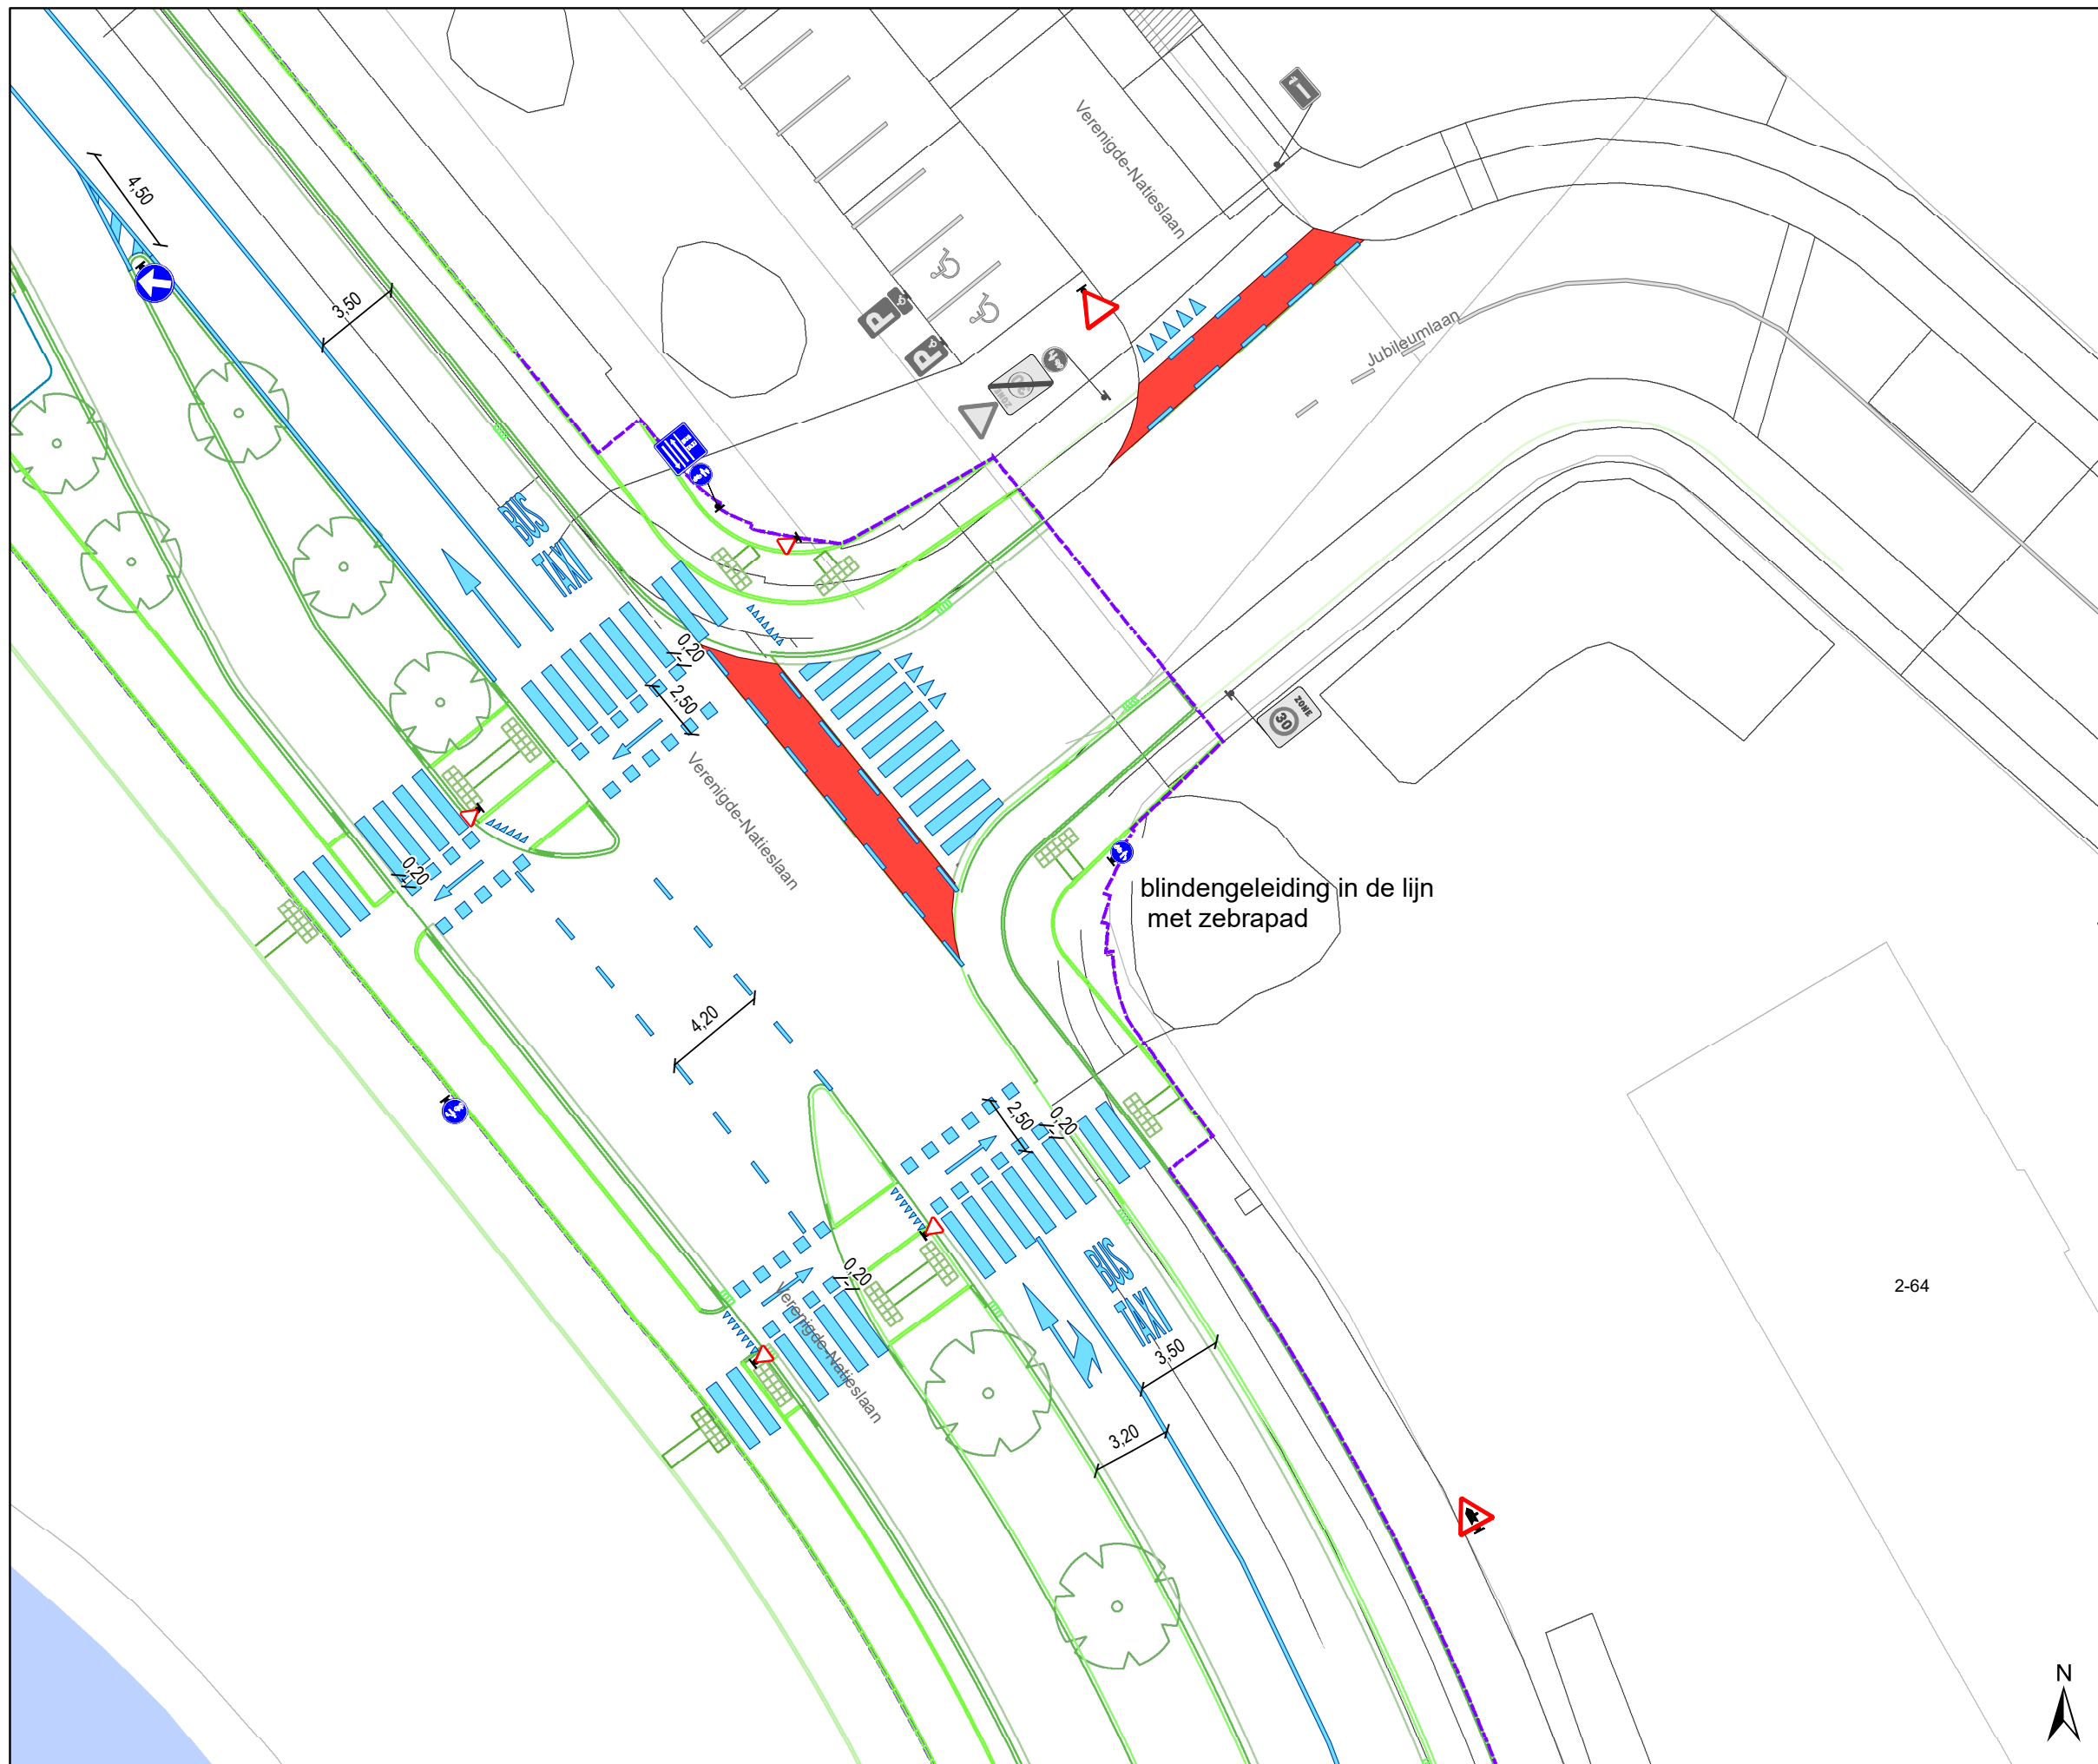 4,50
3,50
Verenigde-Natieslaan
Jubileumlaan
P
P
ZONE
30
BUS
TAXI
0,20
2,50
Verenigde-Natieslaan
ZONE
30
0,20
blindengeleiding in de lijn
met zebrapad
4,20
2,50
0,20
0,20
Verenigde-Natieslaan
BUS
TAXI
3,50
3,20
2-64
N